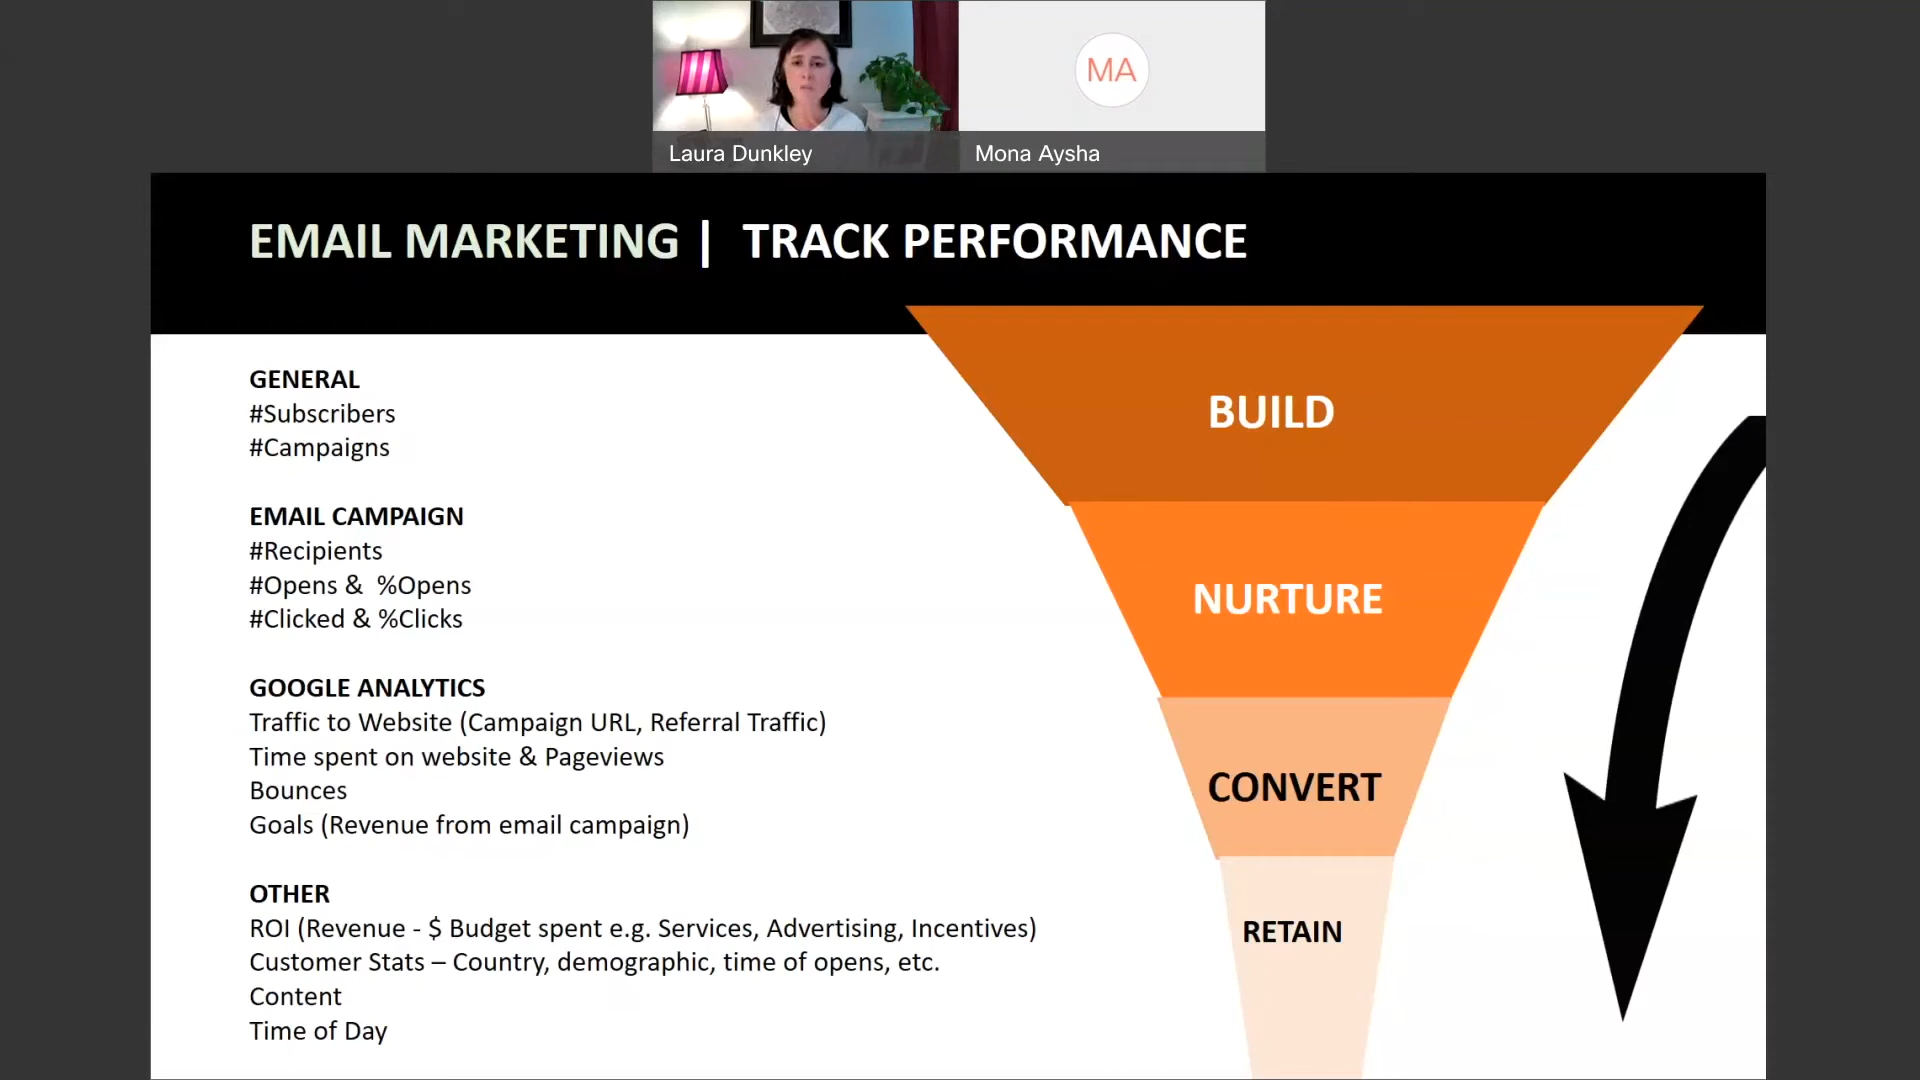 MA
Laura Dunkley
Mona Aysha
EMAIL MARKETING | TRACK PERFORMANCE
GENERAL
#Subscribers
#Campaigns
EMAIL CAMPAIGN
#Recipients
#Opens &  %Opens
#Clicked & %Clicks
GOOGLE ANALYTICS
Traffic to Website (Campaign URL, Referral Traffic)
Time spent on website & Pageviews
Bounces
Goals (Revenue from email campaign)
OTHER
ROI (Revenue - $ Budget spent e.g. Services, Advertising, Incentives)
Customer Stats – Country, demographic, time of opens, etc.
Content
Time of Day
BUILD
NURTURE
CONVERT
RETAIN